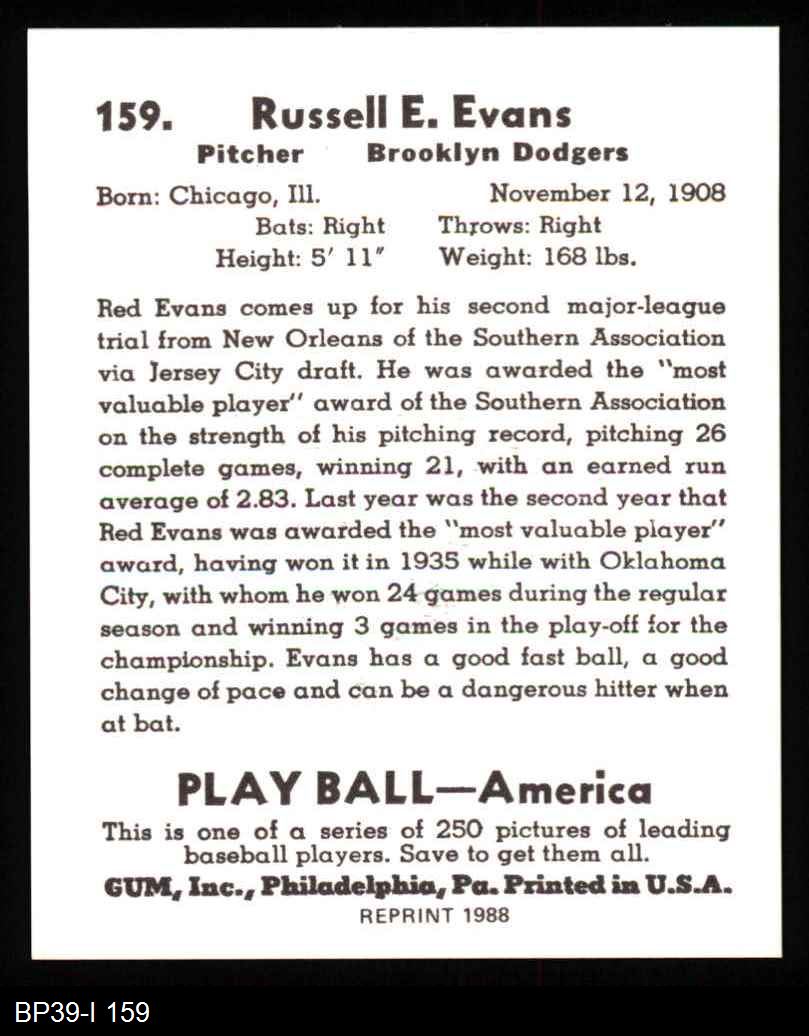 159. Russell E. Evans
Pitcher Brooklyn Dodgers
Born: Chicago, Ill. November 12, 1908
Bats: Right Throws: Right
Height: 5' 11" Weight: 168 lbs.
Red Evans comes up for his second major-league
trial from New Orleans of the Southern Association
via Jersey City draft. He was awarded the "most
valuable player" award of the Southern Association
on the strength of his pitching record, pitching 26
complete games, winning 21, with an earned run
average of 2.83. Last year was the second year that
Red Evans was awarded the "most valuable player"
award, having won it in 1935 while with Oklahoma
City, with whom he won 24 games during the regular
season and winning 3 games in the play-off for the
championship. Evans has a good fast ball, a good
change of pace and can be a dangerous hitter when
at bat.
PLAY BALL—America
This is one of a series of 250 pictures of leading
baseball players. Save to get them all.
GUM, Inc., Philadelphia, Pa. Printed in U.S.A.
REPRINT 1988
BP39-I 159